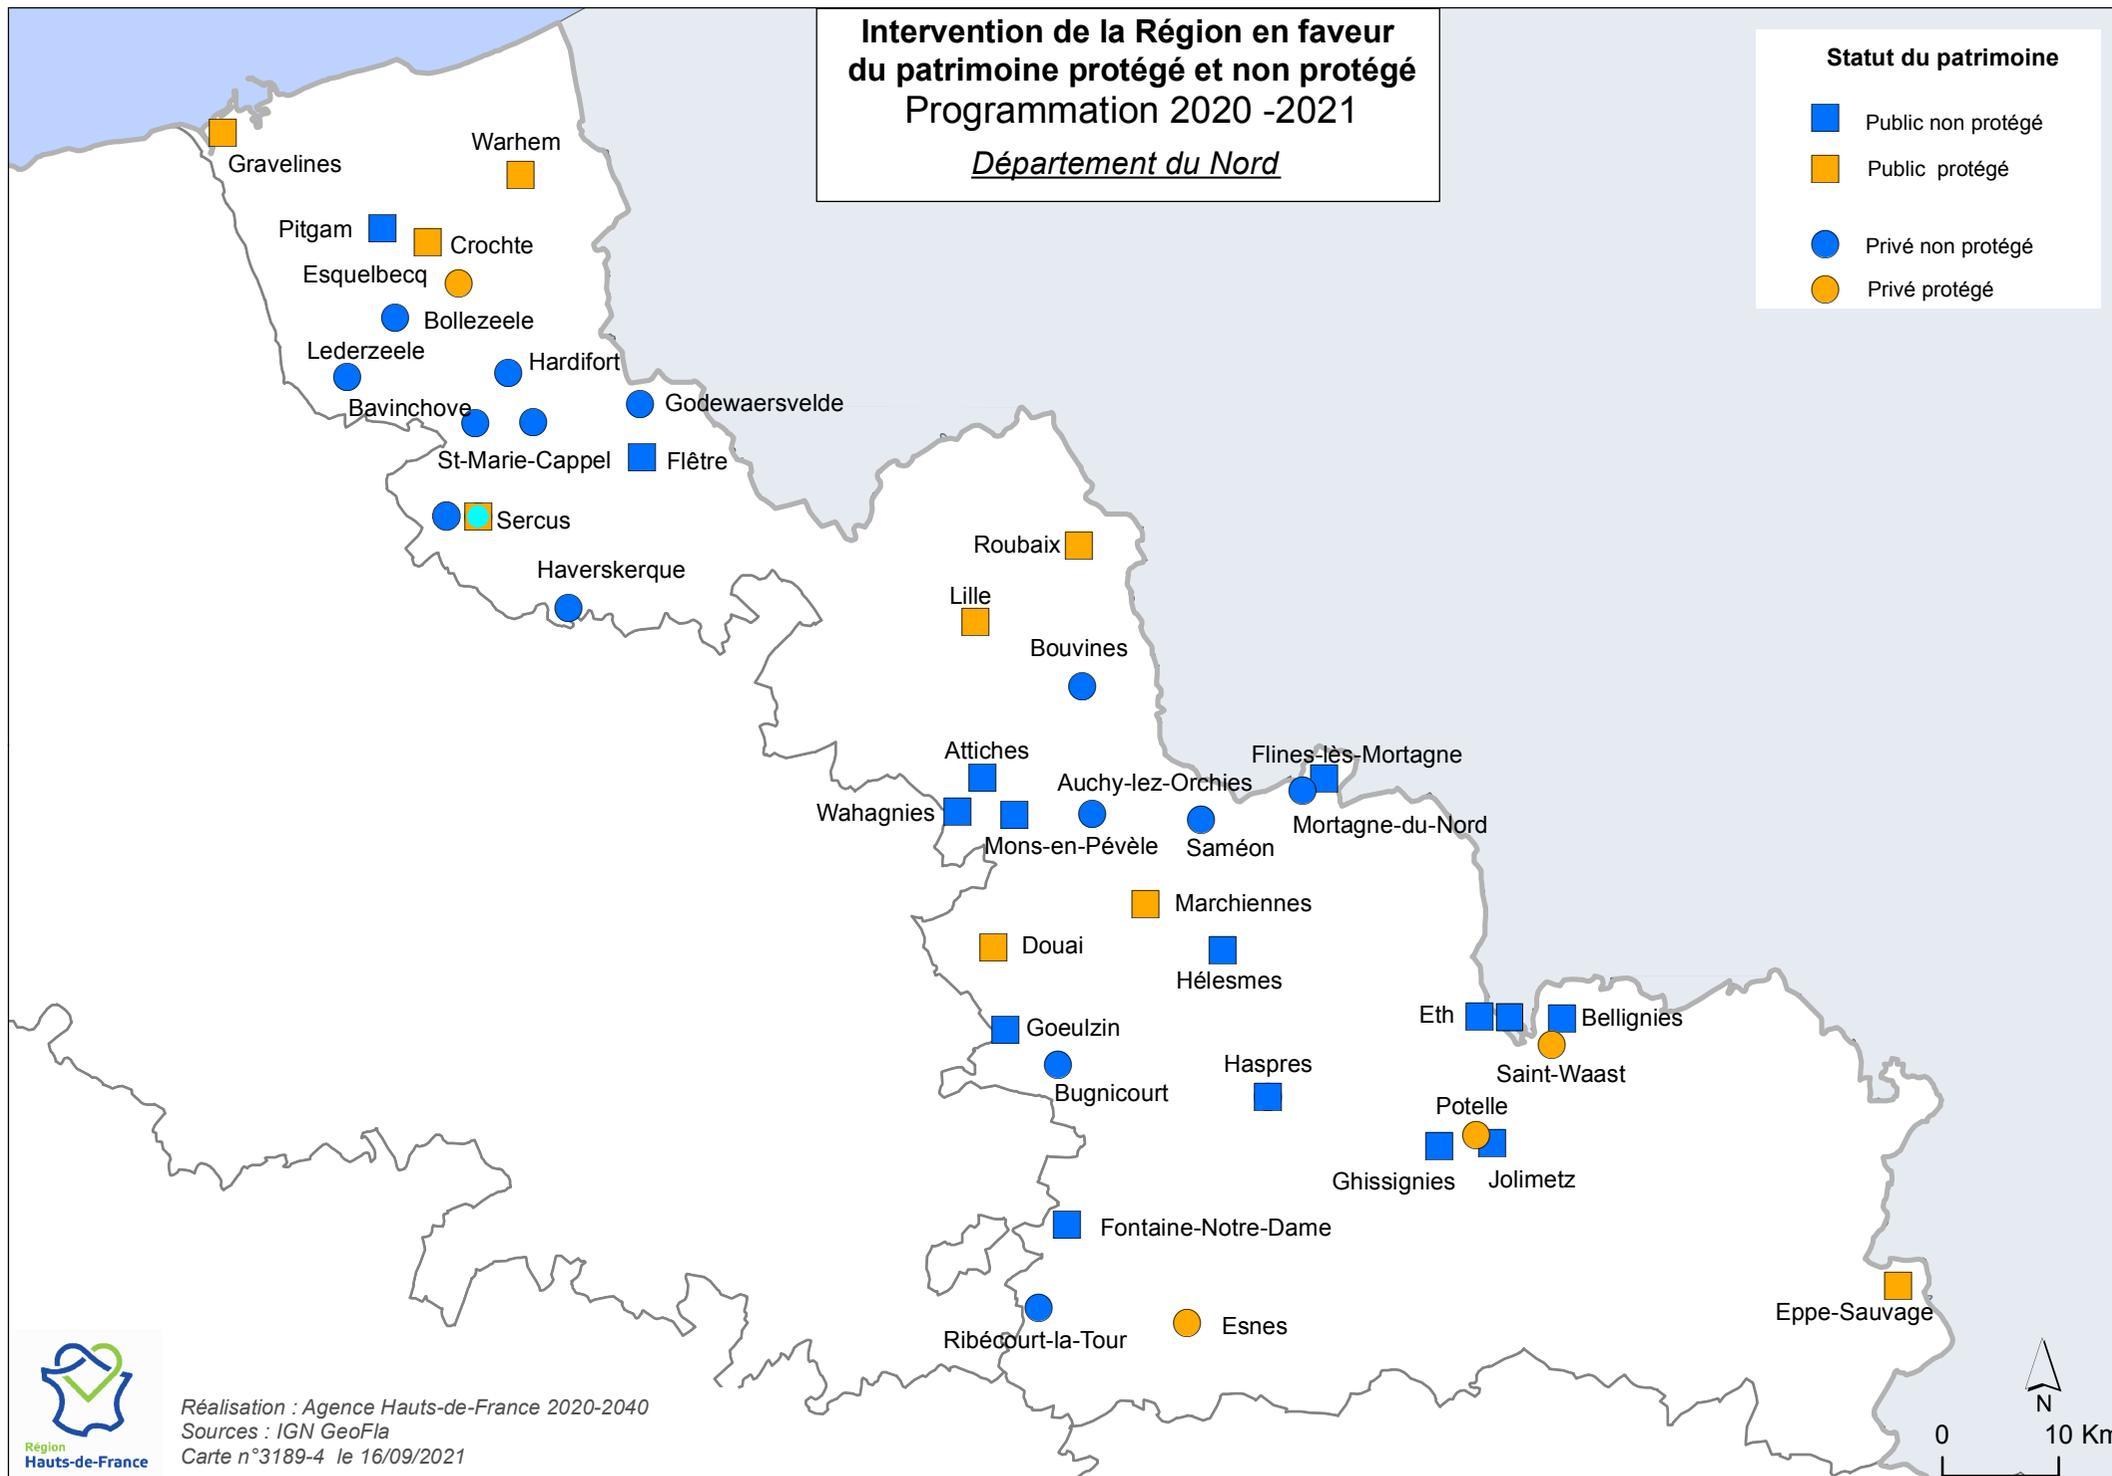 Intervention de la Région en faveur
du patrimoine protégé et non protégé
Programmation 2020 -2021
Département du Nord
Statut du patrimoine
Public non protégé
Public protégé
Privé non protégé
Privé protégé
Gravelines
Warhem
Pitgam
Crochte
Esquelbecq
Bollezeele
Lederzeele
Hardifort
Bavinchove
Godewaersvelde
St-Marie-Cappel
Flêtre
Sercus
Haverskerque
Roubaix
Lille
Bouvines
Attiches
Flines-lès-Mortagne
Auchy-lez-Orchies
Wahagnies
Mortagne-du-Nord
Mons-en-Pévèle
Saméon
Marchiennes
Douai
Hélesmes
Eth
Bellignies
Goeulzin
Haspres
Saint-Waast
Bugnicourt
Potelle
Ghissignies
Jolimetz
Fontaine-Notre-Dame
Eppe-Sauvage
Esnes
Ribécourt-la-Tour
Région
Hauts-de-France
Réalisation : Agence Hauts-de-France 2020-2040
Sources : IGN GeoFla
Carte n°3189-4 le 16/09/2021
N
0 10 Km